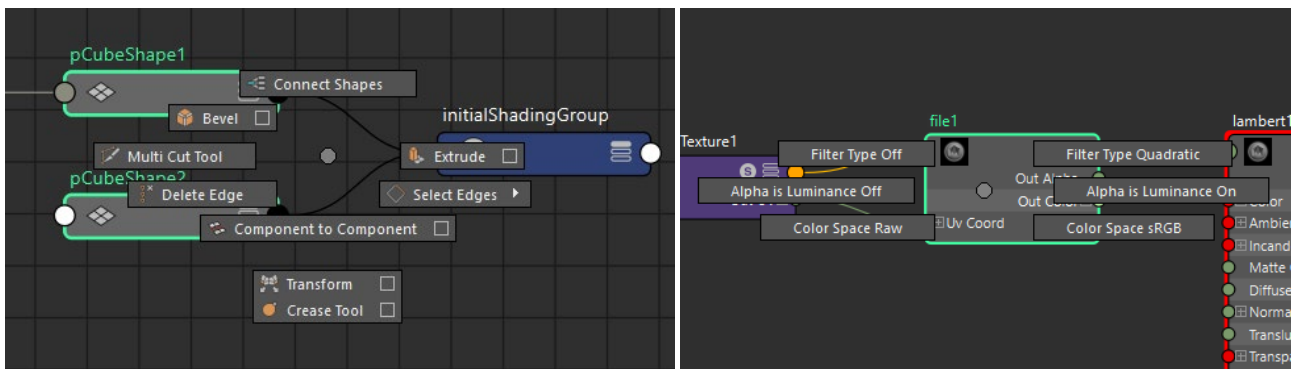 pCubeShape1
Connect Shapes
Bevel
initialShadingGroup
Multi Cut Tool
Extrude
pCubeShape2
Delete Edge
Select Edges
Component to Component
Transform
Crease Tool
Texture1
file1
lambert1
Filter Type Off
Filter Type Quadratic
S
Out Alpha
Alpha is Luminance Off
Alpha is Luminance On
Out Color
Color
Uv Coord
Color Space Raw
Color Space sRGB
Ambien
Incand
Matte
Diffuse
Norma
Translu
Transpa